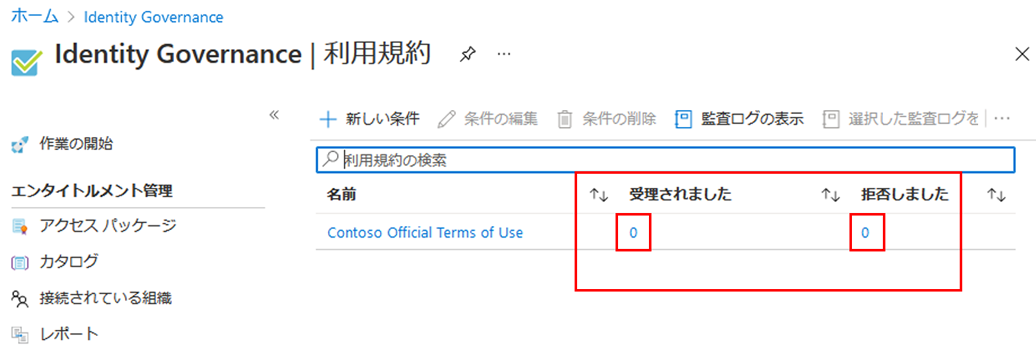 ホーム > Identity Governance
Identity Governance | 利用規約
新しい条件 条件の編集 条件の削除 監査ログの表示 選択した監査ログを
作業の開始
利用規約の検索
エンタイトルメント管理
名前 受理されました 拒否しました
アクセス パッケージ
Contoso Official Terms of Use 0 0
カタログ
接続されている組織
レポート